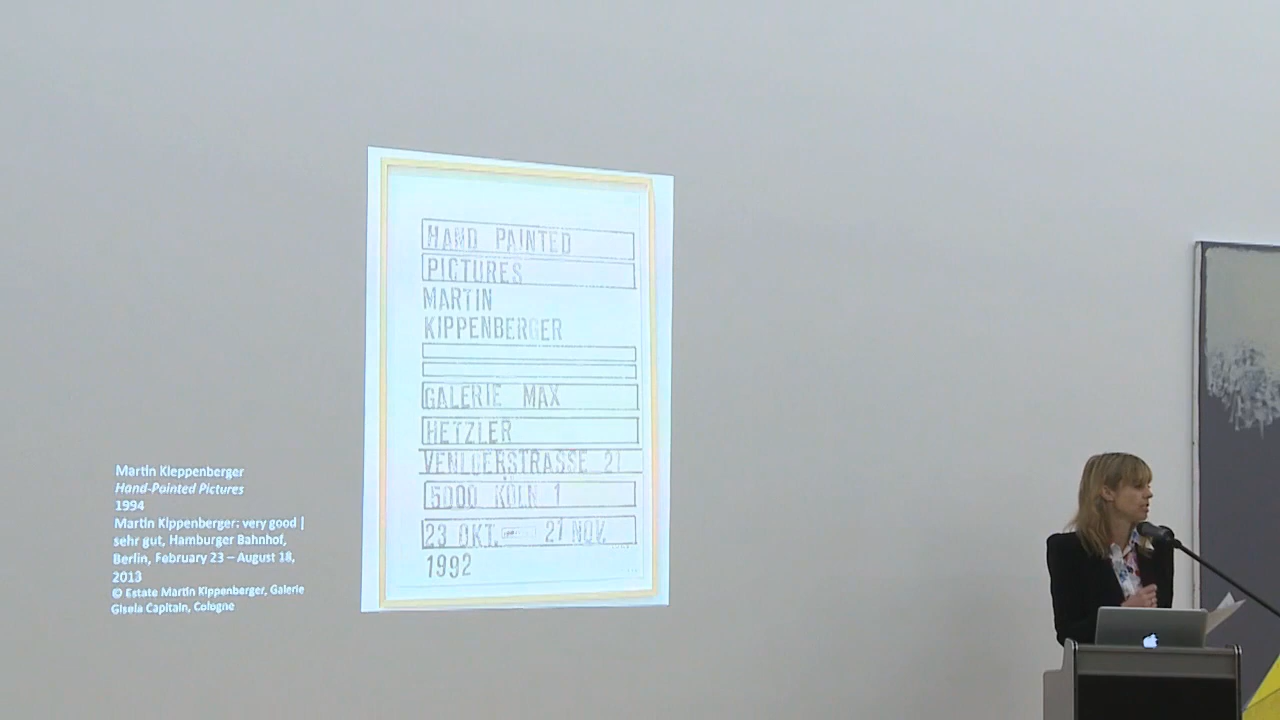 HAND PAINTED
PICTURES
MARTIN
KIPPENBERGER
GALERIE MAX
HETZLER
VENLOERSTRASSE 21
5000 KÖLN 1
23 OKT. 27 NOV.
1992
Martin Kleppenberger
Hand-Painted Pictures
1994
Martin Kippenberger: very good |
sehr gut, Hamburger Bahnhof,
Berlin, February 23 – August 18,
2013
© Estate Martin Kippenberger, Galerie
Gisela Capitain, Cologne